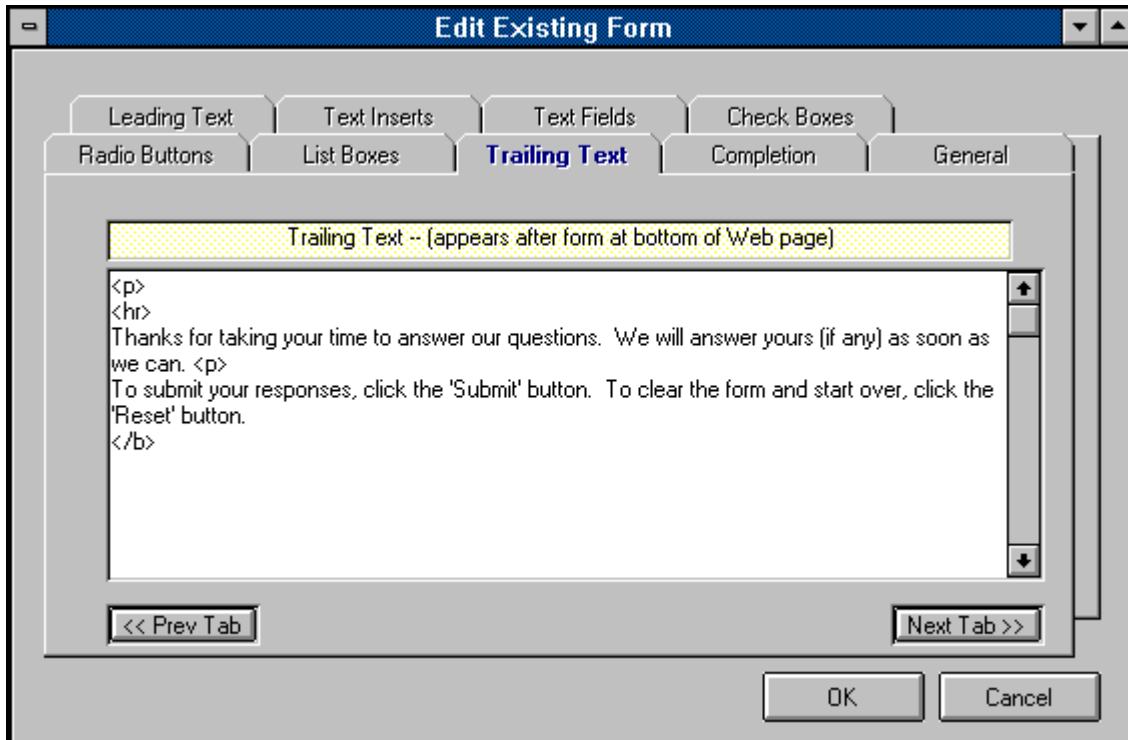 Edit Existing Form
Leading Text Text Inserts Text Fields Check Boxes
Radio Buttons List Boxes Trailing Text Completion General
Trailing Text -- (appears after form at bottom of Web page)
<p>
<hr>
Thanks for taking your time to answer our questions.  We will answer yours (if any) as soon as
we can. <p>
To submit your responses, click the 'Submit' button.  To clear the form and start over, click the
'Reset' button.
</b>
<< Prev Tab Next Tab >>
OK Cancel